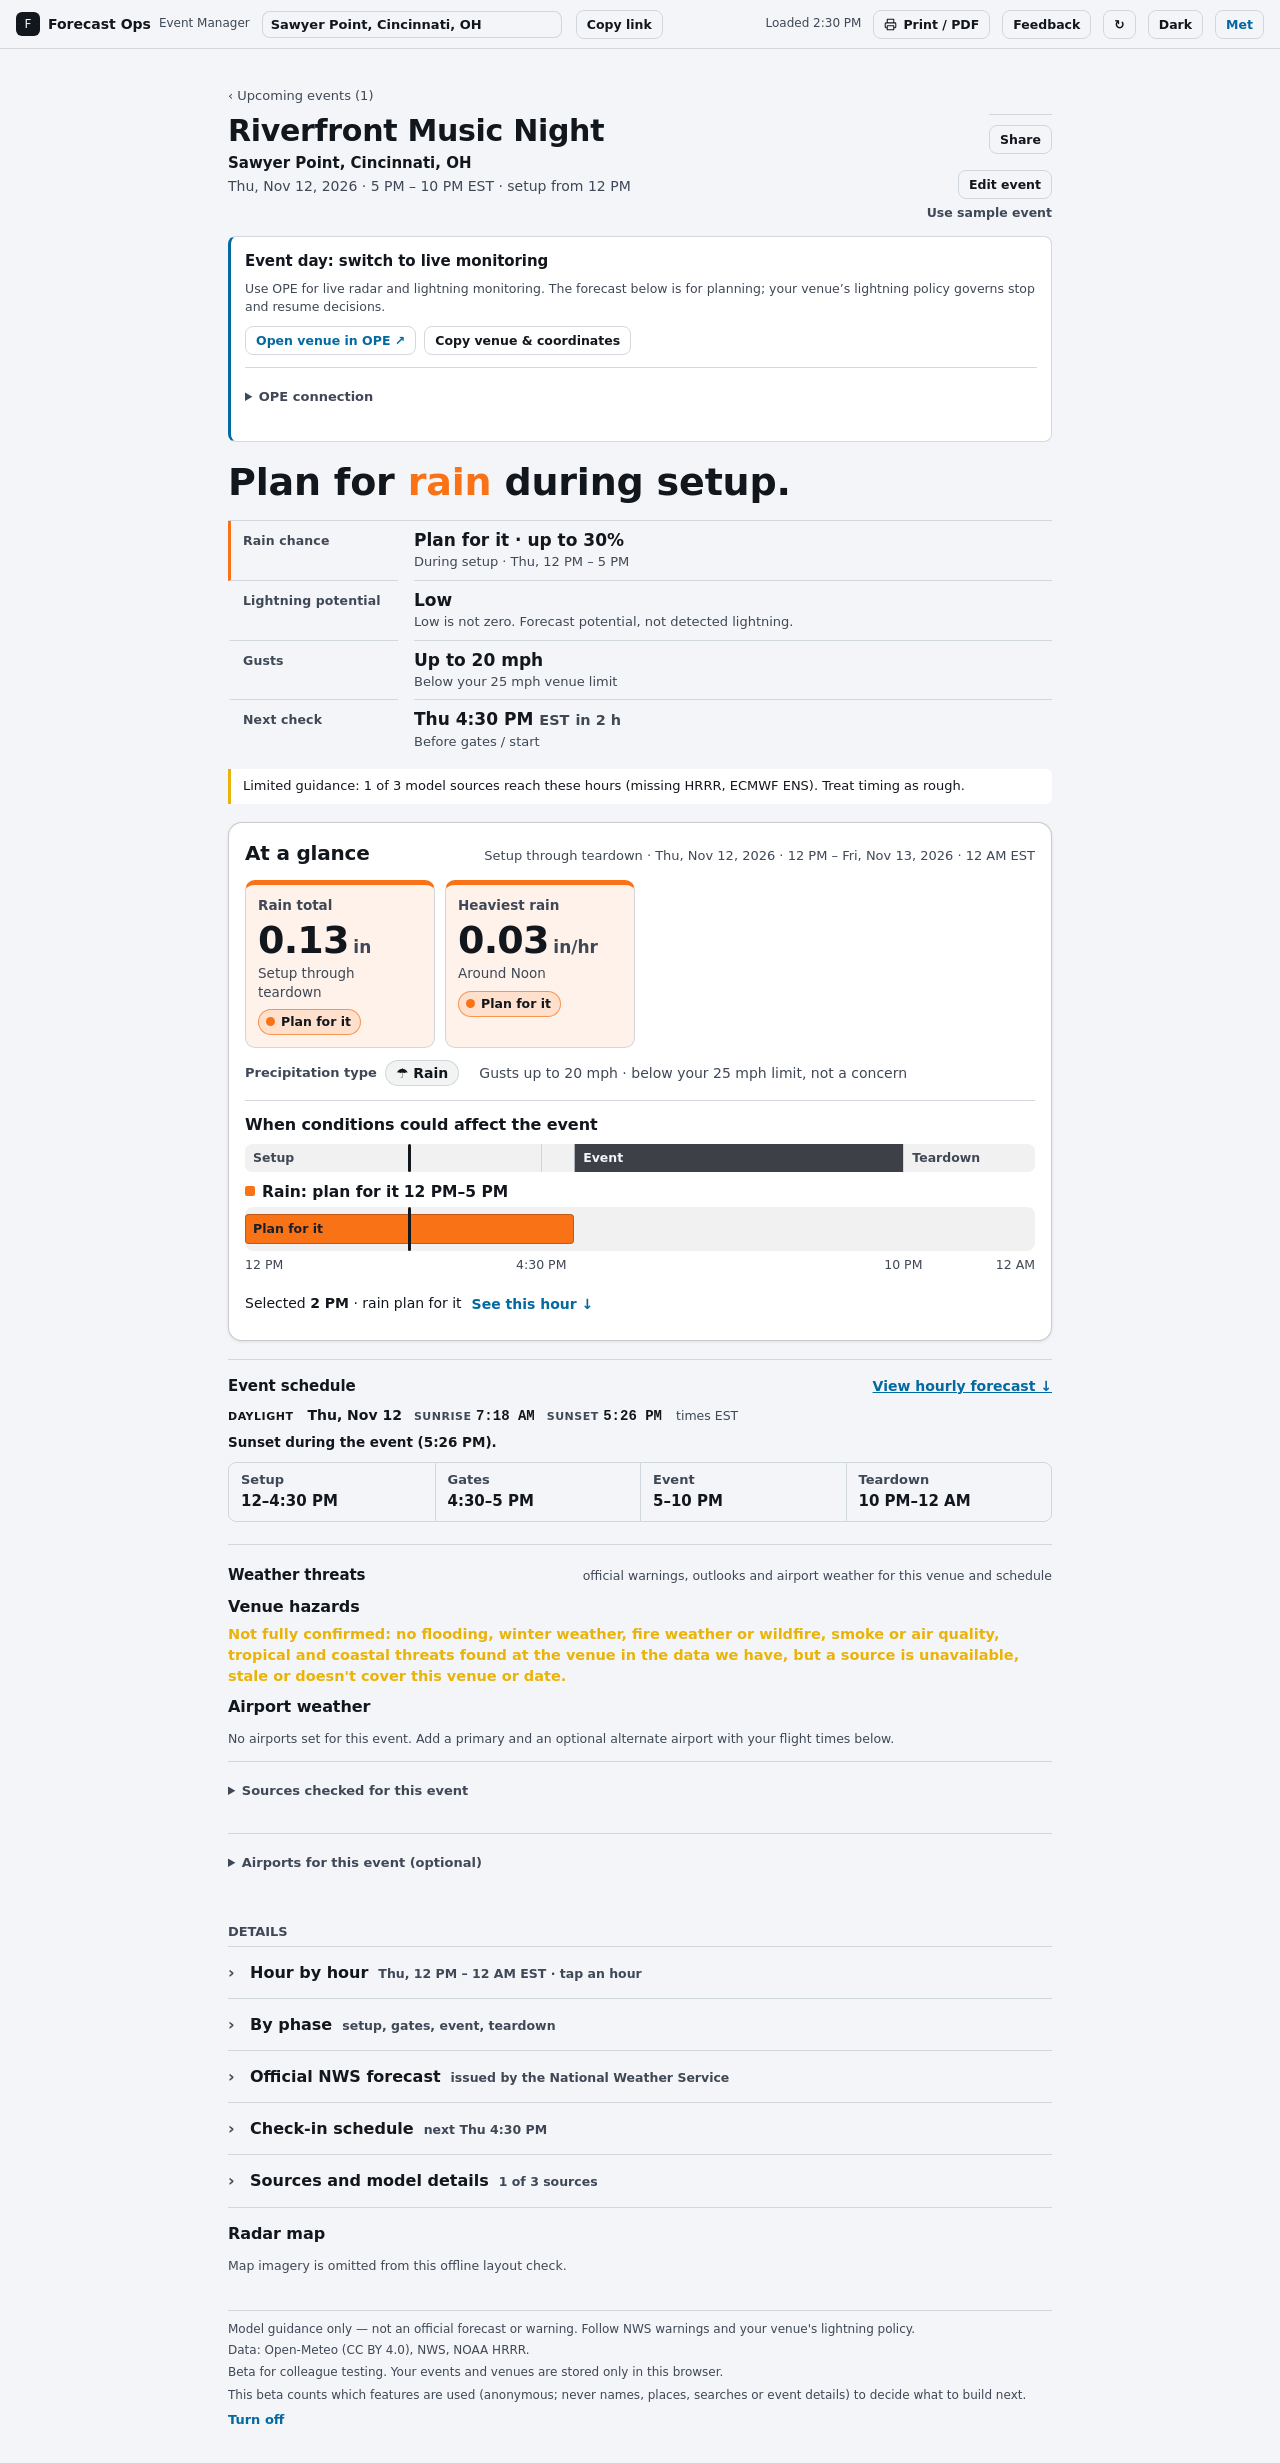 F Forecast Ops Event Manager Sawyer Point, Cincinnati, OH Copy link Loaded 2:30 PM Print / PDF Feedback ↻ Dark Met
‹ Upcoming events (1)
Riverfront Music Night
Sawyer Point, Cincinnati, OH
Thu, Nov 12, 2026 · 5 PM – 10 PM EST · setup from 12 PM
Share
Edit event
Use sample event
Event day: switch to live monitoring
Use OPE for live radar and lightning monitoring. The forecast below is for planning; your venue’s lightning policy governs stop
and resume decisions.
Open venue in OPE ↗ Copy venue & coordinates
▶ OPE connection
Plan for rain during setup.
Rain chance
Plan for it · up to 30%
During setup · Thu, 12 PM – 5 PM
Lightning potential
Low
Low is not zero. Forecast potential, not detected lightning.
Gusts
Up to 20 mph
Below your 25 mph venue limit
Next check
Thu 4:30 PM EST in 2 h
Before gates / start
Limited guidance: 1 of 3 model sources reach these hours (missing HRRR, ECMWF ENS). Treat timing as rough.
At a glance
Setup through teardown · Thu, Nov 12, 2026 · 12 PM – Fri, Nov 13, 2026 · 12 AM EST
Rain total
0.13 in
Setup through
teardown
Plan for it
Heaviest rain
0.03 in/hr
Around Noon
Plan for it
Precipitation type ☂ Rain Gusts up to 20 mph · below your 25 mph limit, not a concern
When conditions could affect the event
Setup Event Teardown
Rain: plan for it 12 PM–5 PM
Plan for it
12 PM 4:30 PM 10 PM 12 AM
Selected 2 PM · rain plan for it See this hour ↓
Event schedule
View hourly forecast ↓
DAYLIGHT Thu, Nov 12 SUNRISE 7:18 AM SUNSET 5:26 PM times EST
Sunset during the event (5:26 PM).
Setup
12–4:30 PM
Gates
4:30–5 PM
Event
5–10 PM
Teardown
10 PM–12 AM
Weather threats
official warnings, outlooks and airport weather for this venue and schedule
Venue hazards
Not fully confirmed: no flooding, winter weather, fire weather or wildfire, smoke or air quality,
tropical and coastal threats found at the venue in the data we have, but a source is unavailable,
stale or doesn't cover this venue or date.
Airport weather
No airports set for this event. Add a primary and an optional alternate airport with your flight times below.
▶ Sources checked for this event
▶ Airports for this event (optional)
DETAILS
› Hour by hour Thu, 12 PM – 12 AM EST · tap an hour
› By phase setup, gates, event, teardown
› Official NWS forecast issued by the National Weather Service
› Check-in schedule next Thu 4:30 PM
› Sources and model details 1 of 3 sources
Radar map
Map imagery is omitted from this offline layout check.
Model guidance only — not an official forecast or warning. Follow NWS warnings and your venue's lightning policy.
Data: Open-Meteo (CC BY 4.0), NWS, NOAA HRRR.
Beta for colleague testing. Your events and venues are stored only in this browser.
This beta counts which features are used (anonymous; never names, places, searches or event details) to decide what to build next.
Turn off